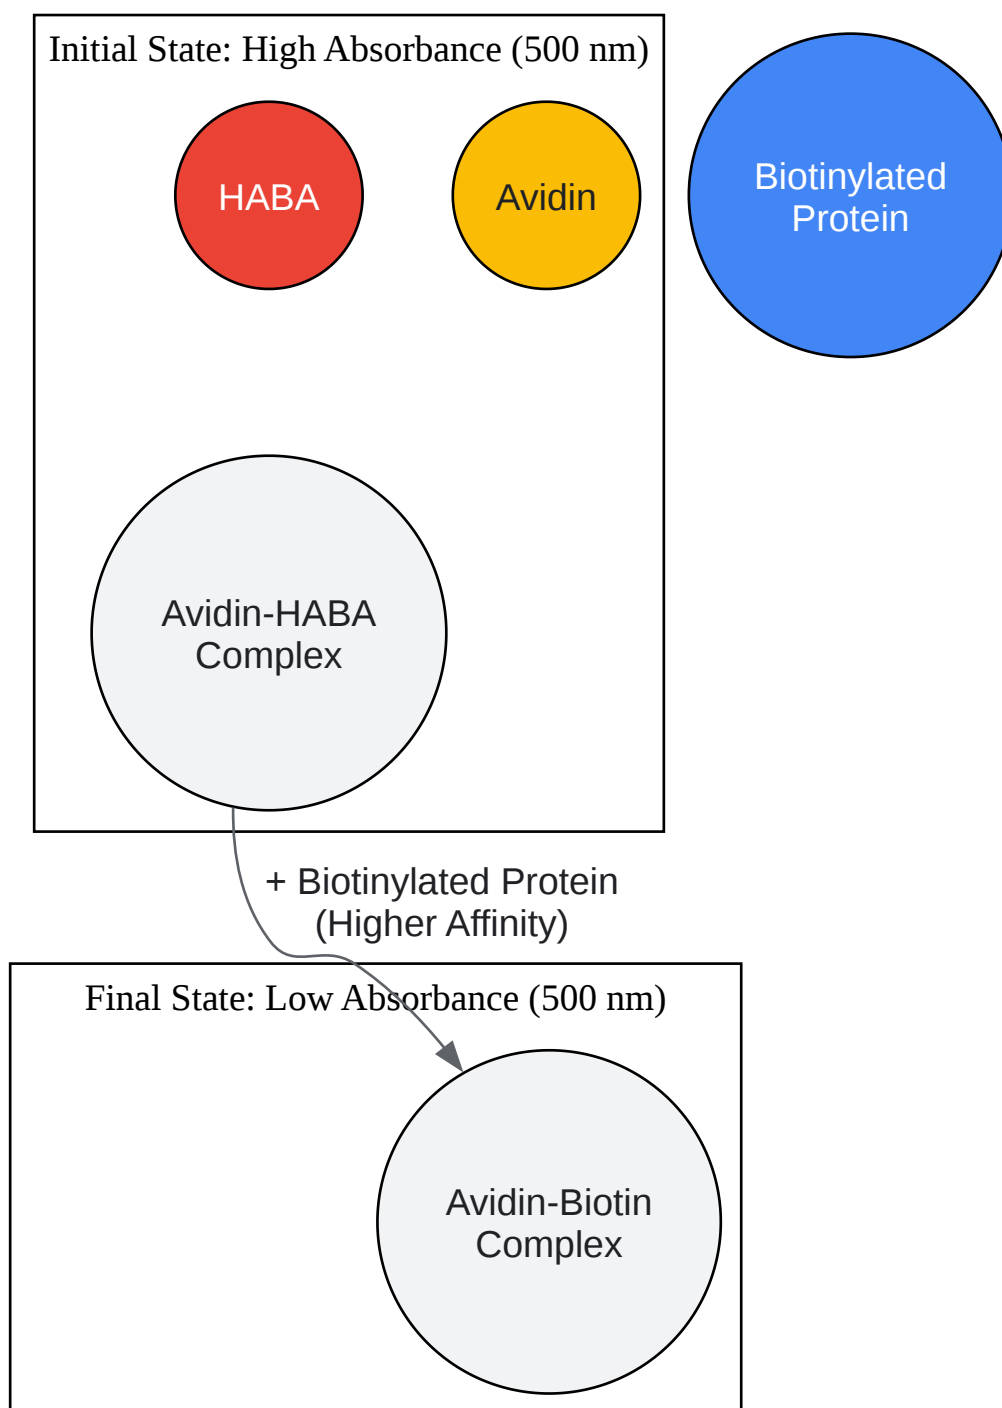 Initial State: High Absorbance (500 nm)
HABA
Avidin
Biotinylated
Protein
Avidin-HABA
Complex
+ Biotinylated Protein
(Higher Affinity)
Final State: Low Absorbance (500 nm)
Avidin-Biotin
Complex